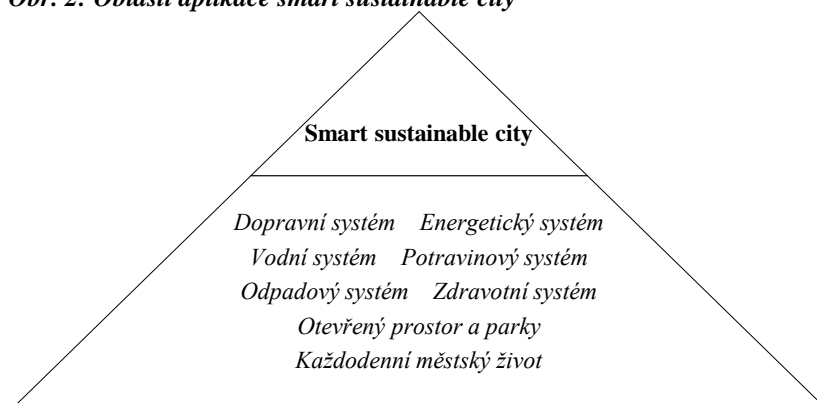 Obr. 2: Oblasti aplikace smart sustainable city
Smart sustainable city
Dopravní systém Energetický systém
Vodní systém Potravinový systém
Odpadový systém Zdravotní systém
Otevřený prostor a parky
Každodenní městský život